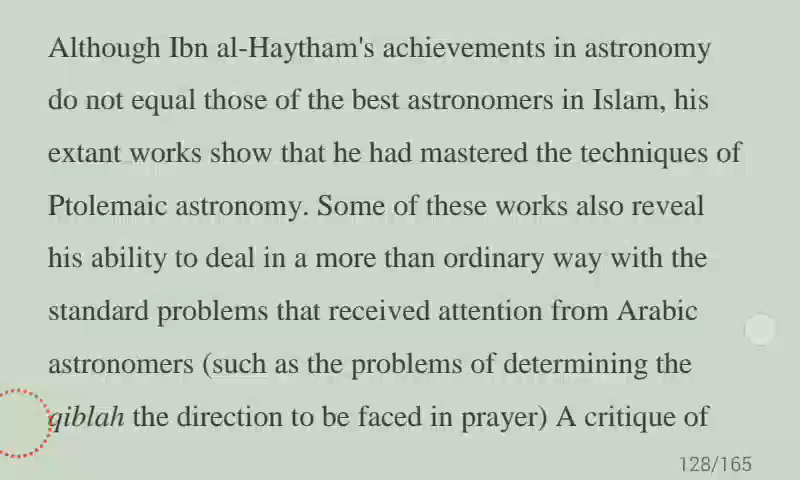 Although Ibn al-Haytham's achievements in astronomy
do not equal those of the best astronomers in Islam, his
extant works show that he had mastered the techniques of
Ptolemaic astronomy. Some of these works also reveal
his ability to deal in a more than ordinary way with the
standard problems that received attention from Arabic
astronomers (such as the problems of determining the
qiblah the direction to be faced in prayer) A critique of
128/165